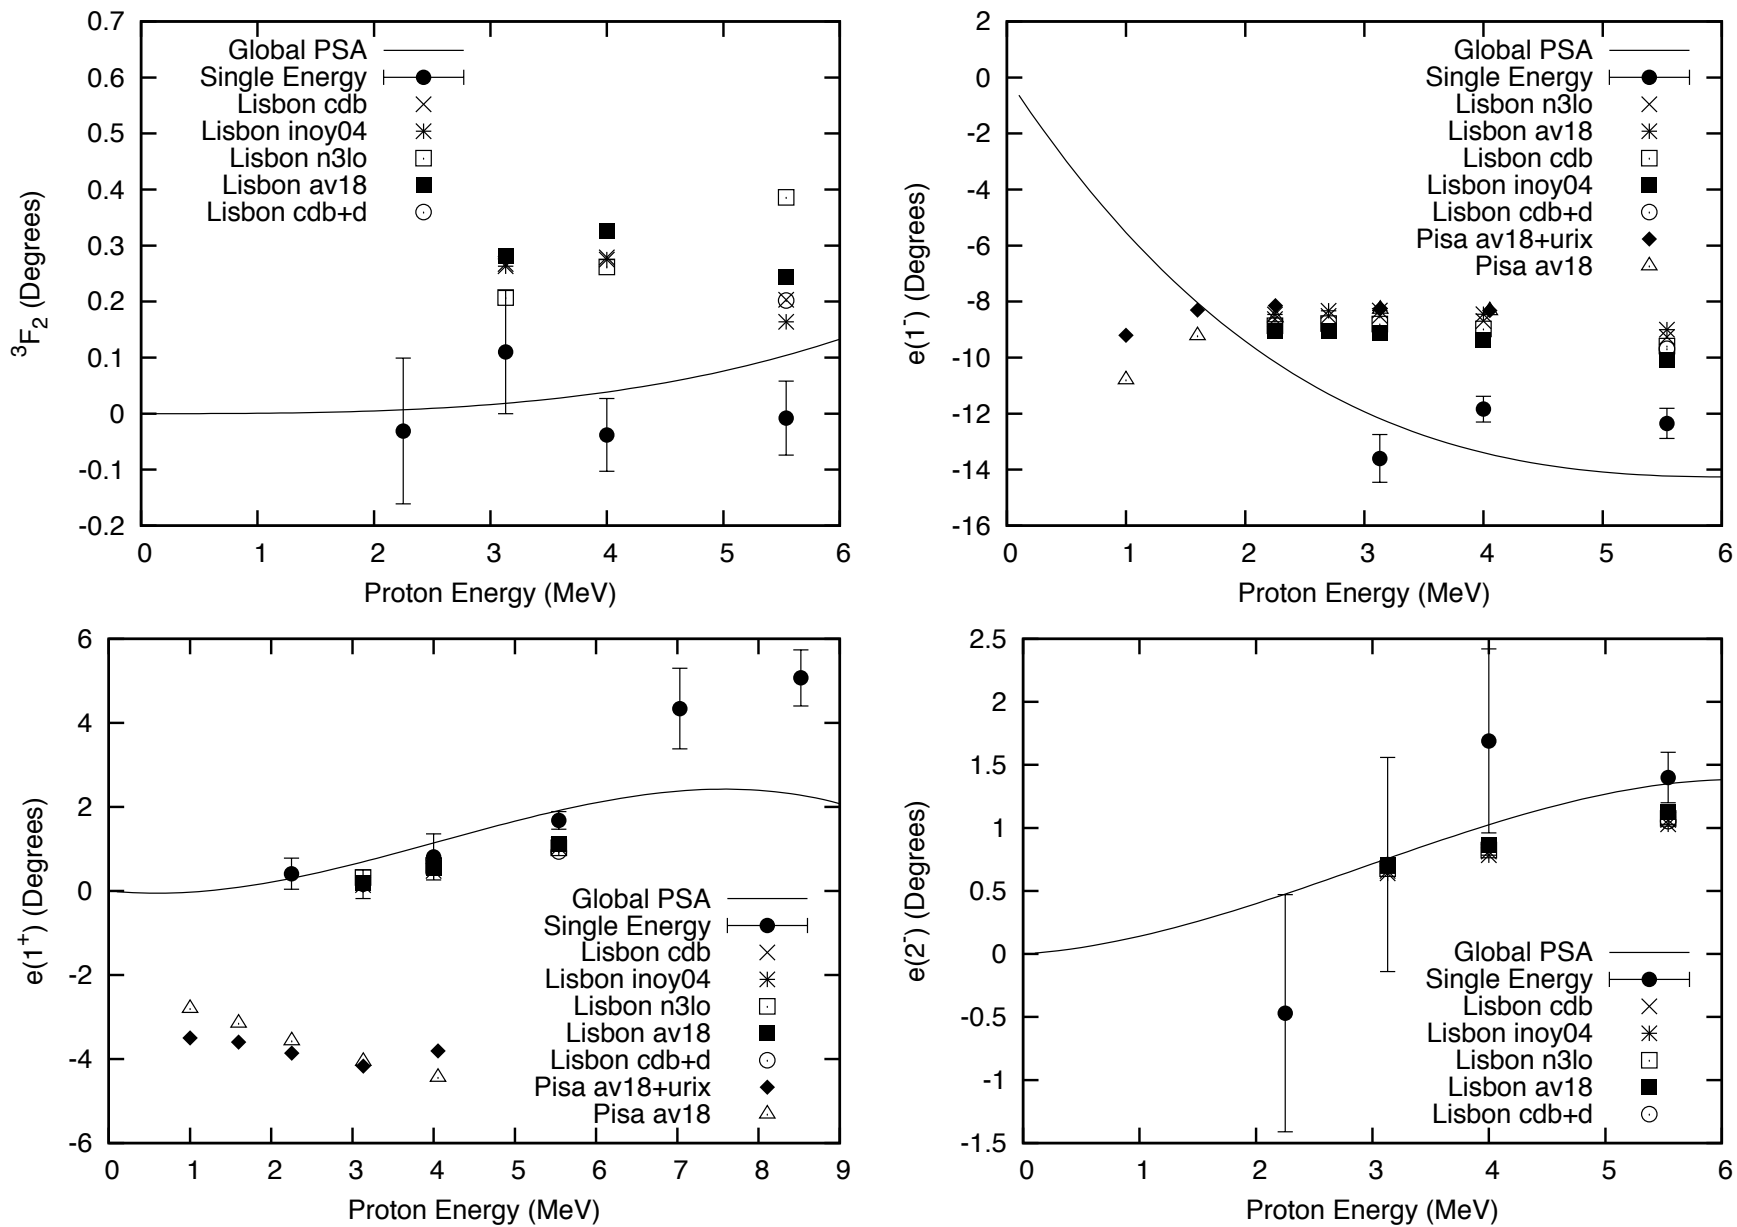 0.7
0.6
0.5
0.4
0.3
0.2
0.1
0
-0.1
-0.2
³F₂ (Degrees)
Global PSA
Single Energy
Lisbon cdb
Lisbon inoy04
Lisbon n3lo
Lisbon av18
Lisbon cdb+d
0 1 2 3 4 5 6
Proton Energy (MeV)
2
0
-2
-4
-6
-8
-10
-12
-14
-16
e(1⁻) (Degrees)
Global PSA
Single Energy
Lisbon n3lo
Lisbon av18
Lisbon cdb
Lisbon inoy04
Lisbon cdb+d
Pisa av18+urix
Pisa av18
0 1 2 3 4 5 6
Proton Energy (MeV)
6
4
2
0
-2
-4
-6
e(1⁺) (Degrees)
Global PSA
Single Energy
Lisbon cdb
Lisbon inoy04
Lisbon n3lo
Lisbon av18
Lisbon cdb+d
Pisa av18+urix
Pisa av18
0 1 2 3 4 5 6 7 8 9
Proton Energy (MeV)
2.5
2
1.5
1
0.5
0
-0.5
-1
-1.5
e(2⁻) (Degrees)
Global PSA
Single Energy
Lisbon cdb
Lisbon inoy04
Lisbon n3lo
Lisbon av18
Lisbon cdb+d
0 1 2 3 4 5 6
Proton Energy (MeV)